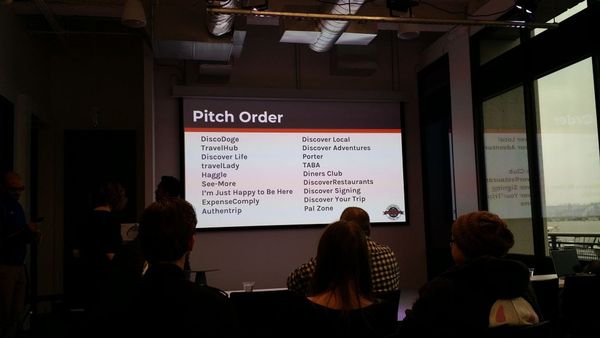 Pitch Order
DiscoDoge
TravelHub
Discover Life
travelLady
Haggle
See-More
I'm Just Happy to Be Here
ExpenseComply
Authentrip
Discover Local
Discover Adventures
Porter
TABA
Diners Club
DiscoverRestaurants
Discover Signing
Discover Your Trip
Pal Zone